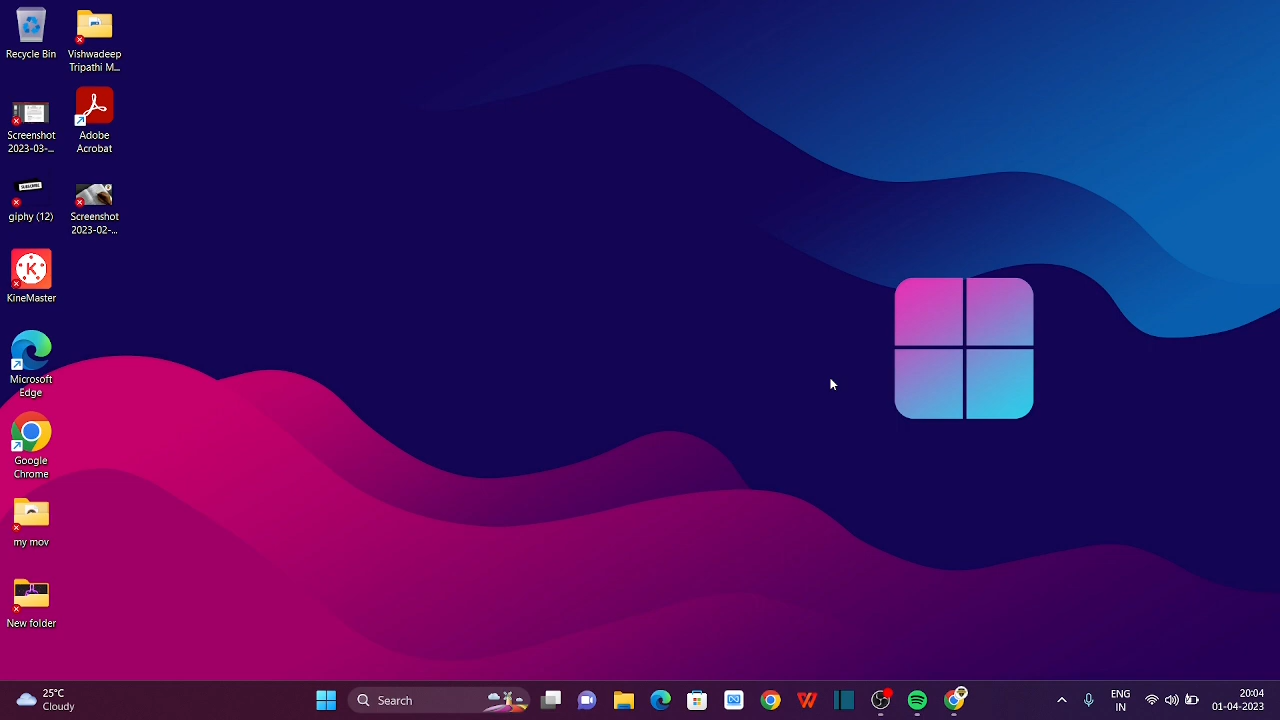 Recycle Bin
Vishwadeep
Tripathi M...
Screenshot
2023-03-...
Adobe
Acrobat
giphy (12)
Screenshot
2023-02-...
KineMaster
Microsoft
Edge
Google
Chrome
my mov
New folder
25°C
Cloudy
Search
ENG
IN
20:04
01-04-2023